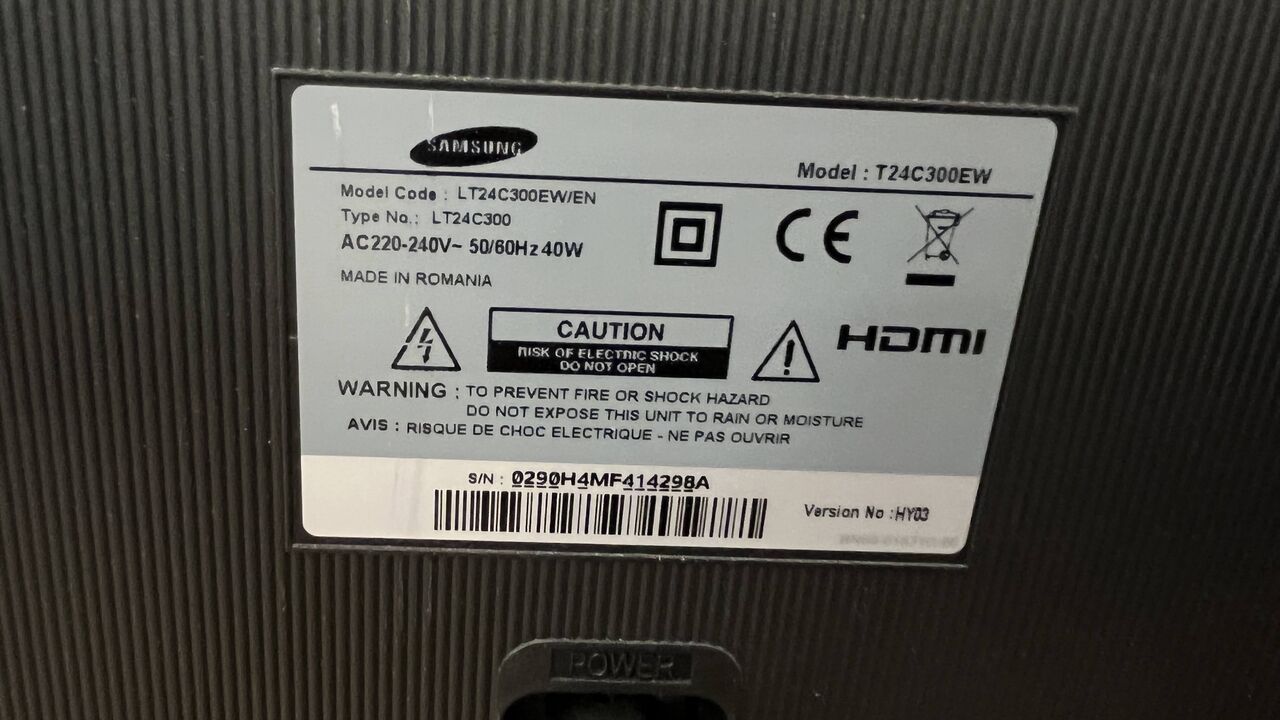 SAMSUNG
Model : T24C300EW
Model Code : LT24C300EW/EN
Type No.: LT24C300
AC220-240V~ 50/60Hz 40W
MADE IN ROMANIA
CE
CAUTION
RISK OF ELECTRIC SHOCK
DO NOT OPEN
HDMI
WARNING : TO PREVENT FIRE OR SHOCK HAZARD
DO NOT EXPOSE THIS UNIT TO RAIN OR MOISTURE
AVIS : RISQUE DE CHOC ELECTRIQUE - NE PAS OUVRIR
S/N : 0290H4MF414298A
Version No :HY03
POWER